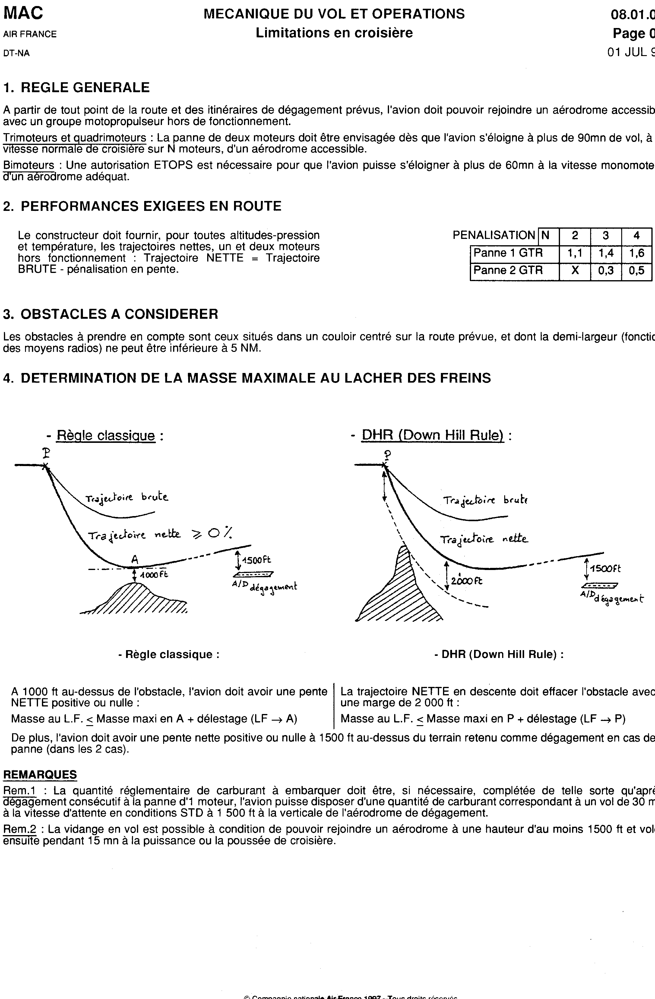 MAC
MECANIQUE DU VOL ET OPERATIONS
08.01.0
AIR FRANCE
Limitations en croisière
Page 0
DT-NA
01 JUL 9
1. REGLE GENERALE
A partir de tout point de la route et des itinéraires de dégagement prévus, l'avion doit pouvoir rejoindre un aérodrome accessib
avec un groupe motopropulseur hors de fonctionnement.
Trimoteurs et quadrimoteurs : La panne de deux moteurs doit être envisagée dès que l'avion s'éloigne à plus de 90mn de vol, à
vitesse normale de croisière sur N moteurs, d'un aérodrome accessible.
Bimoteurs : Une autorisation ETOPS est nécessaire pour que l'avion puisse s'éloigner à plus de 60mn à la vitesse monomote
d'un aérodrome adéquat.
2. PERFORMANCES EXIGEES EN ROUTE
Le constructeur doit fournir, pour toutes altitudes-pression
et température, les trajectoires nettes, un et deux moteurs
hors fonctionnement : Trajectoire NETTE = Trajectoire
BRUTE - pénalisation en pente.
PENALISATION N 2 3 4
Panne 1 GTR 1,1 1,4 1,6
Panne 2 GTR X 0,3 0,5
3. OBSTACLES A CONSIDERER
Les obstacles à prendre en compte sont ceux situés dans un couloir centré sur la route prévue, et dont la demi-largeur (fonctio
des moyens radios) ne peut être inférieure à 5 NM.
4. DETERMINATION DE LA MASSE MAXIMALE AU LACHER DES FREINS
- Règle classique :
P
Trajectoire brute
Trajectoire nette ≥ 0 %
A
1000 ft
1500 ft
A/D dégagement
- DHR (Down Hill Rule) :
P
Trajectoire brute
Trajectoire nette
2000 ft
1500 ft
A/D dégagement
- Règle classique :
- DHR (Down Hill Rule) :
A 1000 ft au-dessus de l'obstacle, l'avion doit avoir une pente
NETTE positive ou nulle :
Masse au L.F. ≤ Masse maxi en A + délestage (LF → A)
La trajectoire NETTE en descente doit effacer l'obstacle avec
une marge de 2 000 ft :
Masse au L.F. ≤ Masse maxi en P + délestage (LF → P)
De plus, l'avion doit avoir une pente nette positive ou nulle à 1500 ft au-dessus du terrain retenu comme dégagement en cas de
panne (dans les 2 cas).
REMARQUES
Rem.1 : La quantité réglementaire de carburant à embarquer doit être, si nécessaire, complétée de telle sorte qu'aprè
dégagement consécutif à la panne d'1 moteur, l'avion puisse disposer d'une quantité de carburant correspondant à un vol de 30 m
à la vitesse d'attente en conditions STD à 1 500 ft à la verticale de l'aérodrome de dégagement.
Rem.2 : La vidange en vol est possible à condition de pouvoir rejoindre un aérodrome à une hauteur d'au moins 1500 ft et vole
ensuite pendant 15 mn à la puissance ou la poussée de croisière.
© Compagnie nationale Air France 1997 - Tous droits réservés